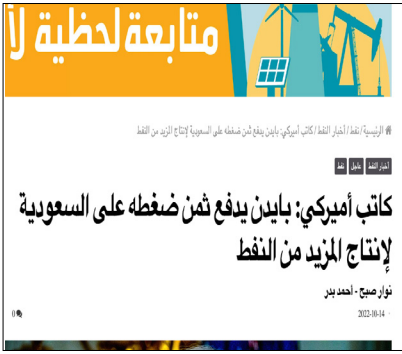 متابعة لحظية لأ
الرئيسية/نفط/أخبار النفط/كاتب أميركي: بايدن يدفع ثمن ضغطه على السعودية لإنتاج المزيد من النفط
أخبار النفط عاجل نفط
كاتب أميركي: بايدن يدفع ثمن ضغطه على السعودية
لإنتاج المزيد من النفط
نوار صبح - أحمد بدر
2022-10-14
0